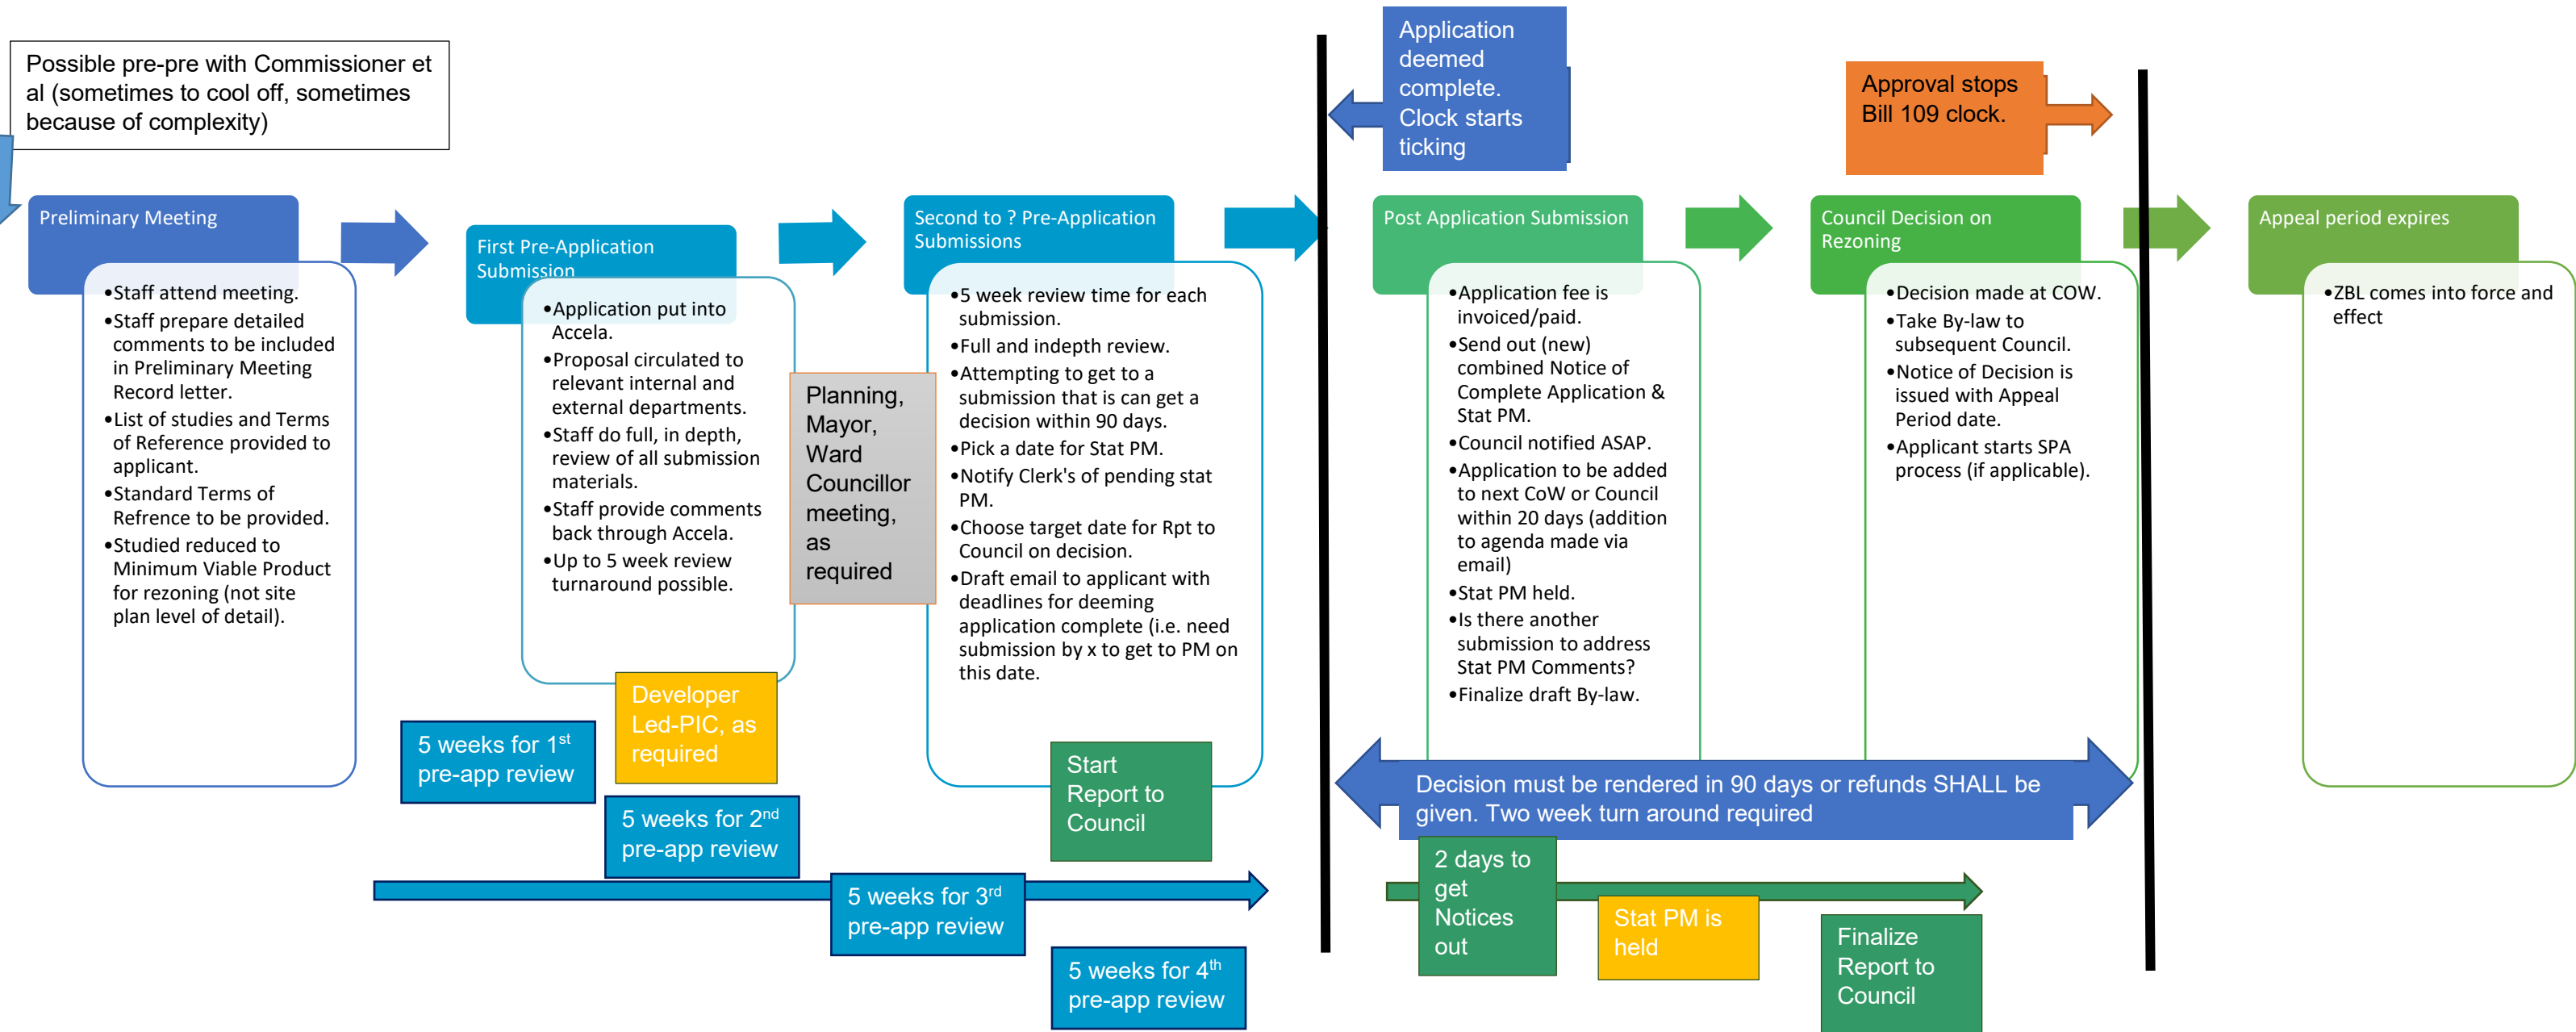 Possible pre-pre with Commissioner et
al (sometimes to cool off, sometimes
because of complexity)
Application
deemed
complete.
Clock starts
ticking
Approval stops
Bill 109 clock.
Preliminary Meeting
•Staff attend meeting.
•Staff prepare detailed
comments to be included
in Preliminary Meeting
Record letter.
•List of studies and Terms
of Reference provided to
applicant.
•Standard Terms of
Refrence to be provided.
•Studied reduced to
Minimum Viable Product
for rezoning (not site
plan level of detail).
First Pre-Application
Submission
•Application put into
Accela.
•Proposal circulated to
relevant internal and
external departments.
•Staff do full, in depth,
review of all submission
materials.
•Staff provide comments
back through Accela.
•Up to 5 week review
turnaround possible.
Planning,
Mayor,
Ward
Councillor
meeting,
as
required
Second to ? Pre-Application
Submissions
•5 week review time for each
submission.
•Full and indepth review.
•Attempting to get to a
submission that is can get a
decision within 90 days.
•Pick a date for Stat PM.
•Notify Clerk's of pending stat
PM.
•Choose target date for Rpt to
Council on decision.
•Draft email to applicant with
deadlines for deeming
application complete (i.e. need
submission by x to get to PM on
this date.
Post Application Submission
•Application fee is
invoiced/paid.
•Send out (new)
combined Notice of
Complete Application &
Stat PM.
•Council notified ASAP.
•Application to be added
to next CoW or Council
within 20 days (addition
to agenda made via
email)
•Stat PM held.
•Is there another
submission to address
Stat PM Comments?
•Finalize draft By-law.
Council Decision on
Rezoning
•Decision made at COW.
•Take By-law to
subsequent Council.
•Notice of Decision is
issued with Appeal
Period date.
•Applicant starts SPA
process (if applicable).
Appeal period expires
•ZBL comes into force and
effect
Developer
Led-PIC, as
required
5 weeks for 1st
pre-app review
5 weeks for 2nd
pre-app review
5 weeks for 3rd
pre-app review
5 weeks for 4th
pre-app review
Start
Report to
Council
Decision must be rendered in 90 days or refunds SHALL be
given. Two week turn around required
2 days to
get
Notices
out
Stat PM is
held
Finalize
Report to
Council